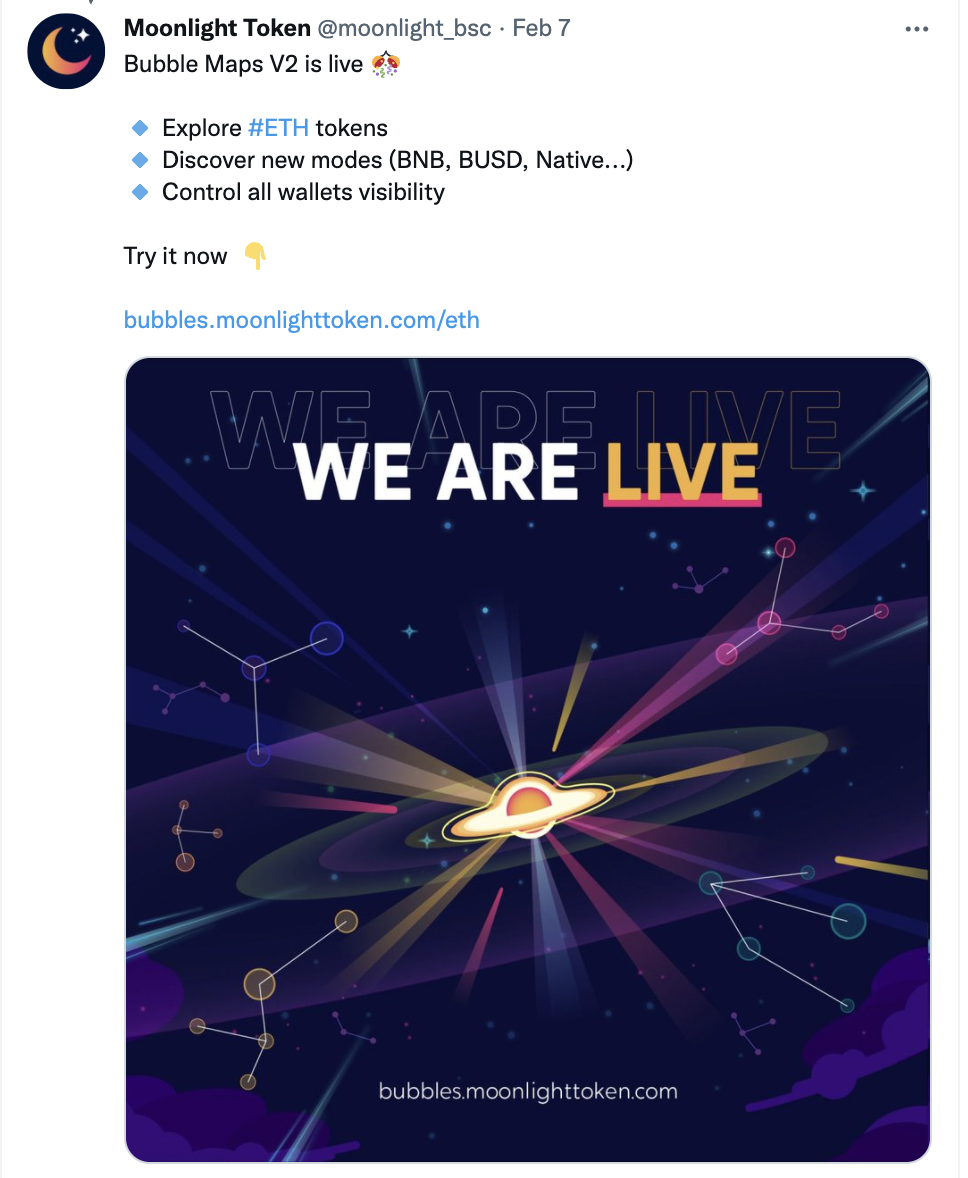 Moonlight Token @moonlight_bsc · Feb 7
Bubble Maps V2 is live
Explore #ETH tokens
Discover new modes (BNB, BUSD, Native...)
Control all wallets visibility
Try it now
bubbles.moonlighttoken.com/eth
WE ARE LIVE
WE ARE LIVE
bubbles.moonlighttoken.com